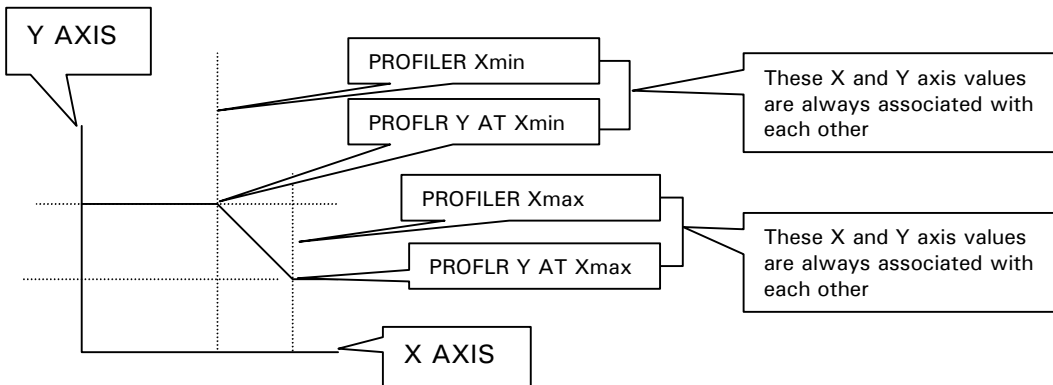 Y AXIS
PROFILER Xmin
PROFLR Y AT Xmin
These X and Y axis values
are always associated with
each other
PROFILER Xmax
PROFLR Y AT Xmax
These X and Y axis values
are always associated with
each other
X AXIS